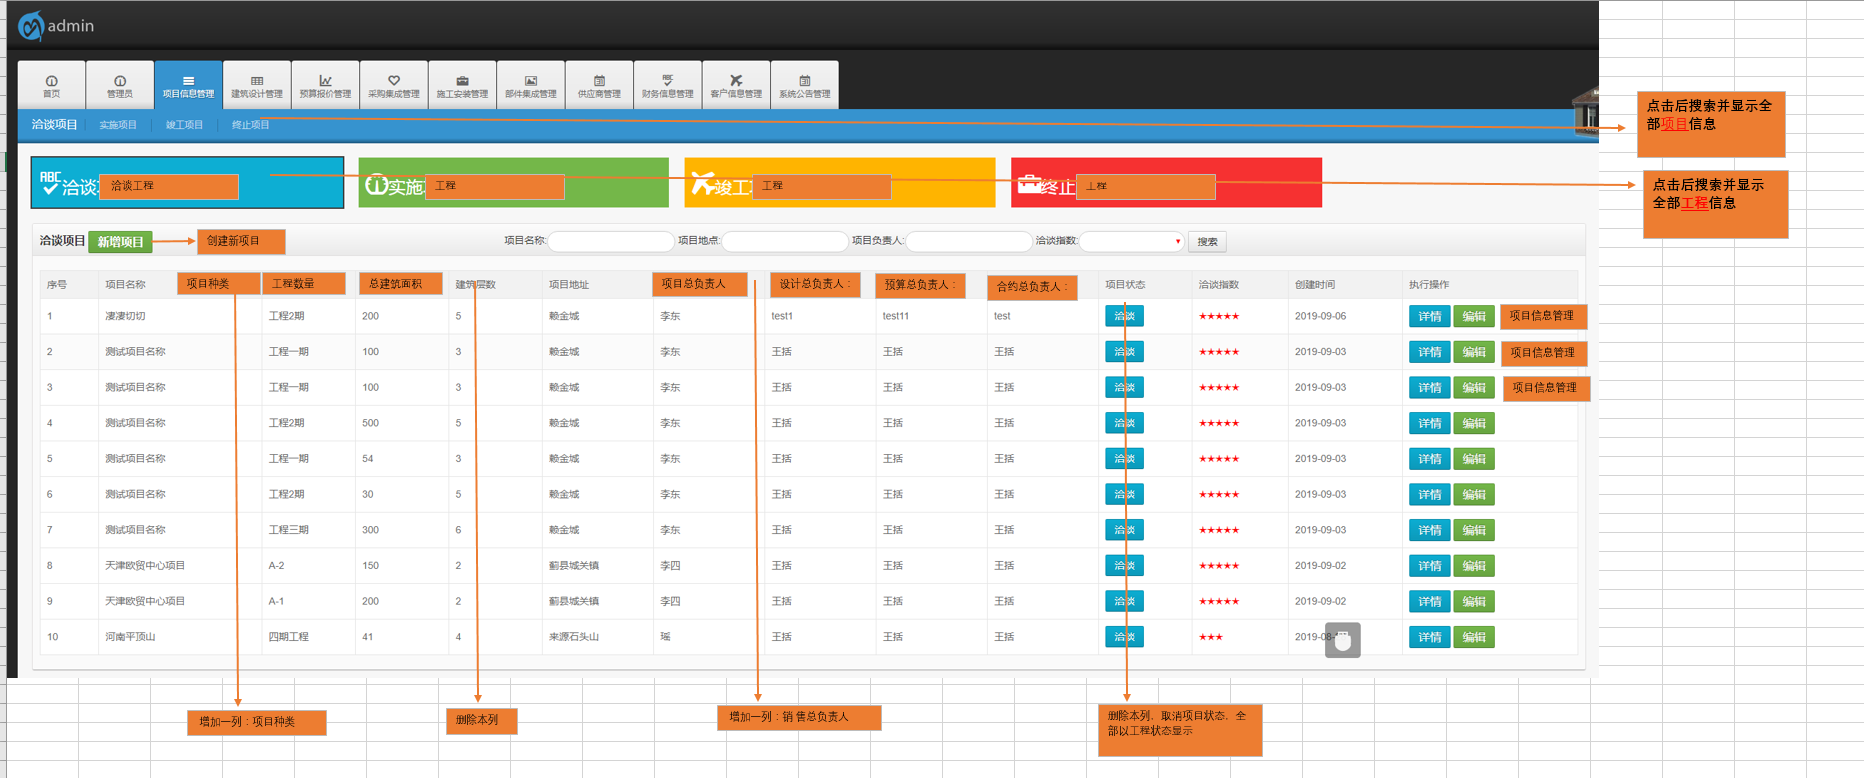 admin
首页 管理员 项目信息管理 建筑设计管理 预算报价管理 采购集成管理 施工安装管理 部件集成管理 供应商管理 财务信息管理 客户信息管理 系统公告管理
洽谈项目 实施项目 竣工项目 终止项目
点击后搜索并显示全
部项目信息
ABC 洽谈 洽谈工程 实施 工程 竣工 工程 终止 工程
点击后搜索并显示
全部工程信息
洽谈项目 新增项目 创建新项目 项目名称: 项目地点: 项目负责人: 洽谈指数: 搜索
序号 项目名称 项目种类 工程数量 总建筑面积 建筑层数 项目地址 项目总负责人 设计总负责人： 预算总负责人： 合约总负责人： 项目状态 洽谈指数 创建时间 执行操作
1 凄凄切切 工程2期 200 5 赖金城 李东 test1 test11 test 洽谈 ★★★★★ 2019-09-06 详情 编辑 项目信息管理
2 测试项目名称 工程一期 100 3 赖金城 李东 王括 王括 王括 洽谈 ★★★★★ 2019-09-03 详情 编辑 项目信息管理
3 测试项目名称 工程一期 100 3 赖金城 李东 王括 王括 王括 洽谈 ★★★★★ 2019-09-03 详情 编辑 项目信息管理
4 测试项目名称 工程2期 500 5 赖金城 李东 王括 王括 王括 洽谈 ★★★★★ 2019-09-03 详情 编辑
5 测试项目名称 工程一期 54 3 赖金城 李东 王括 王括 王括 洽谈 ★★★★★ 2019-09-03 详情 编辑
6 测试项目名称 工程2期 30 5 赖金城 李东 王括 王括 王括 洽谈 ★★★★★ 2019-09-03 详情 编辑
7 测试项目名称 工程三期 300 6 赖金城 李东 王括 王括 王括 洽谈 ★★★★★ 2019-09-03 详情 编辑
8 天津欧贸中心项目 A-2 150 2 蓟县城关镇 李四 王括 王括 王括 洽谈 ★★★★★ 2019-09-02 详情 编辑
9 天津欧贸中心项目 A-1 200 2 蓟县城关镇 李四 王括 王括 王括 洽谈 ★★★★★ 2019-09-02 详情 编辑
10 河南平顶山 四期工程 41 4 来源石头山 瑶 王括 王括 王括 洽谈 ★★★ 2019-08- 详情 编辑
增加一列：项目种类
删除本列
增加一列：销 售总负责人
删除本列，取消项目状态，全
部以工程状态显示